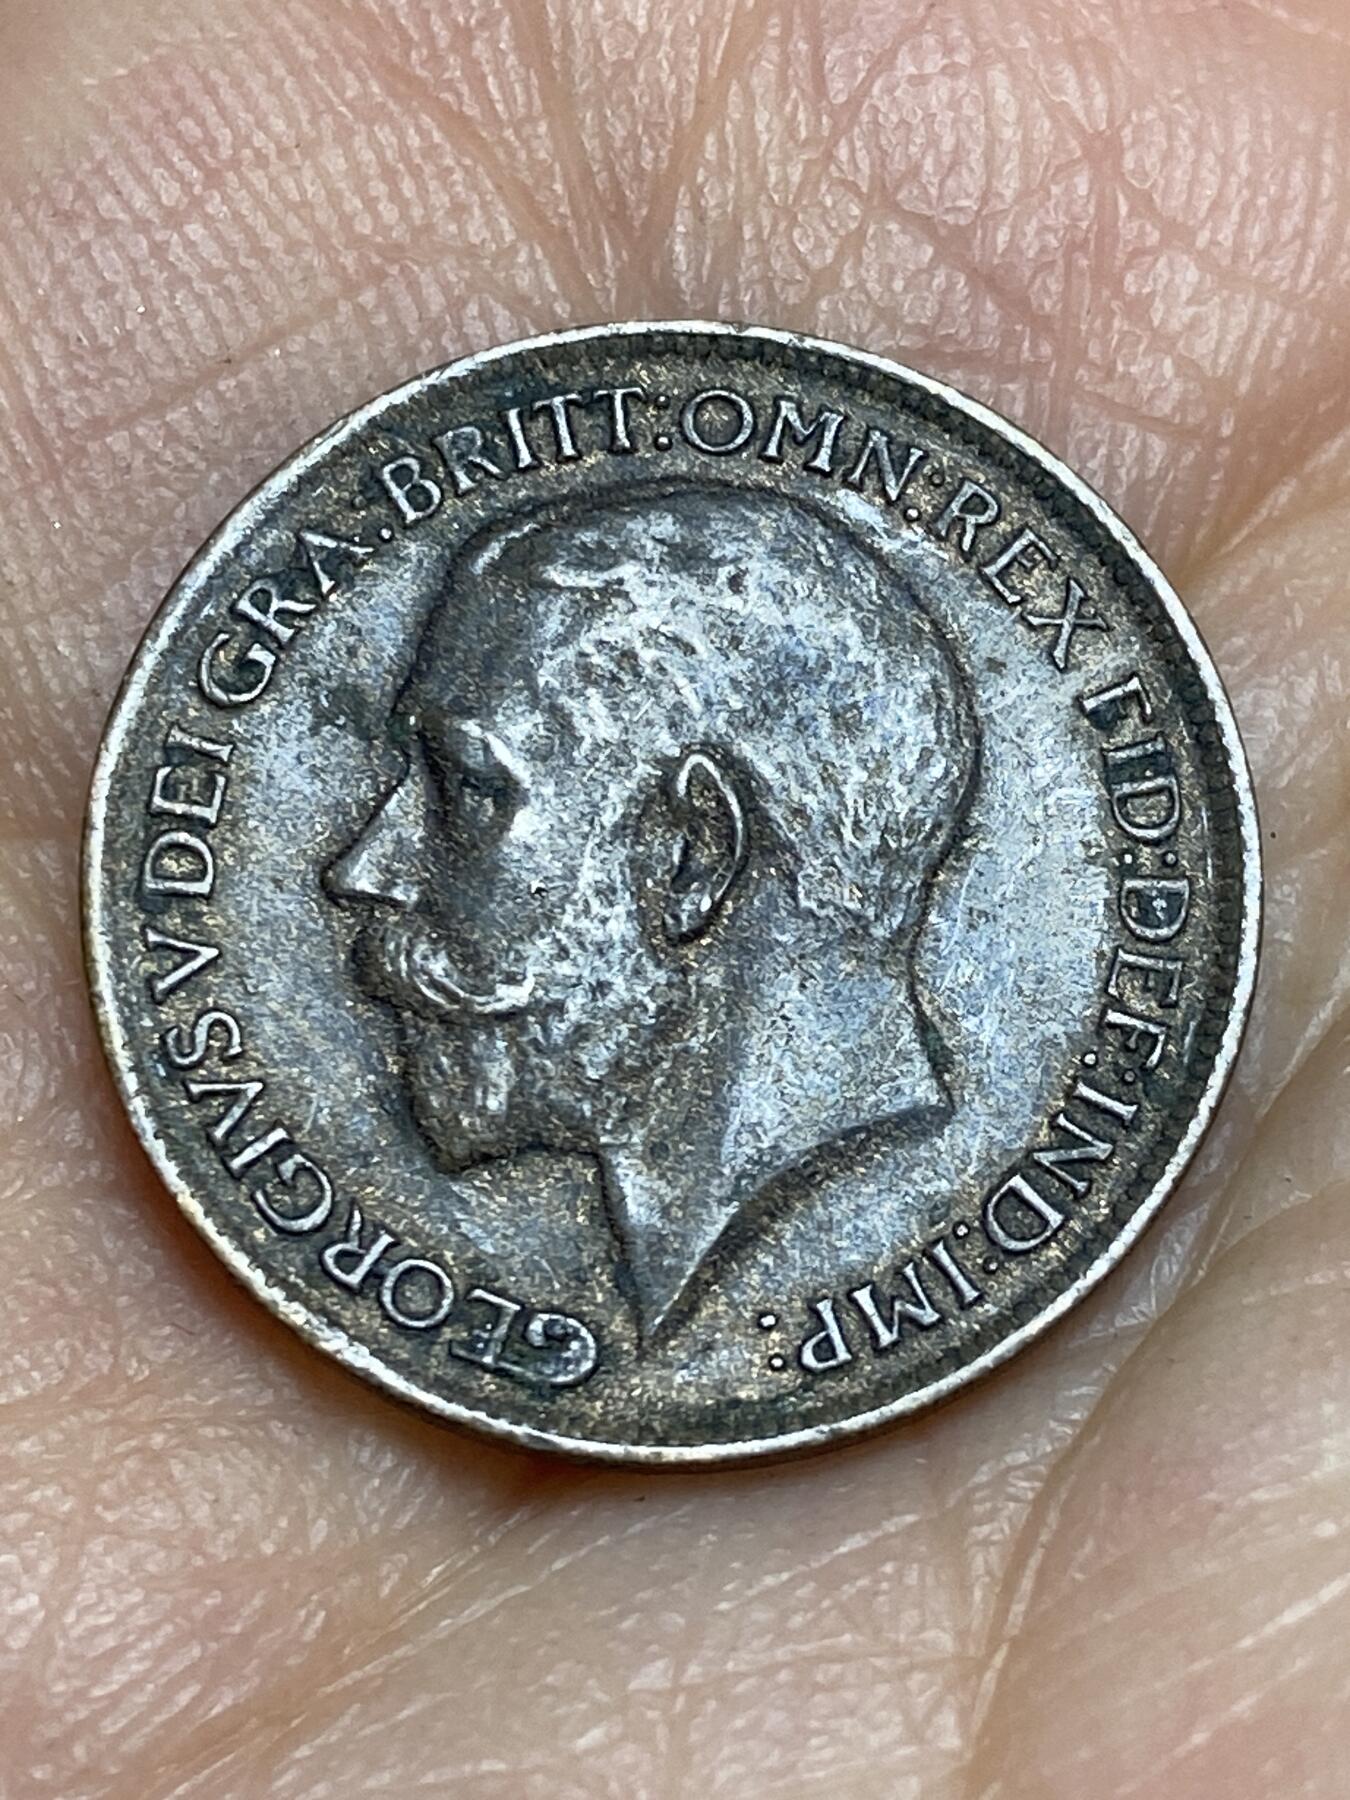 GEORGIVS V DEI GRA: BRITT: OMN: REX FID: DEF: IND: IMP: